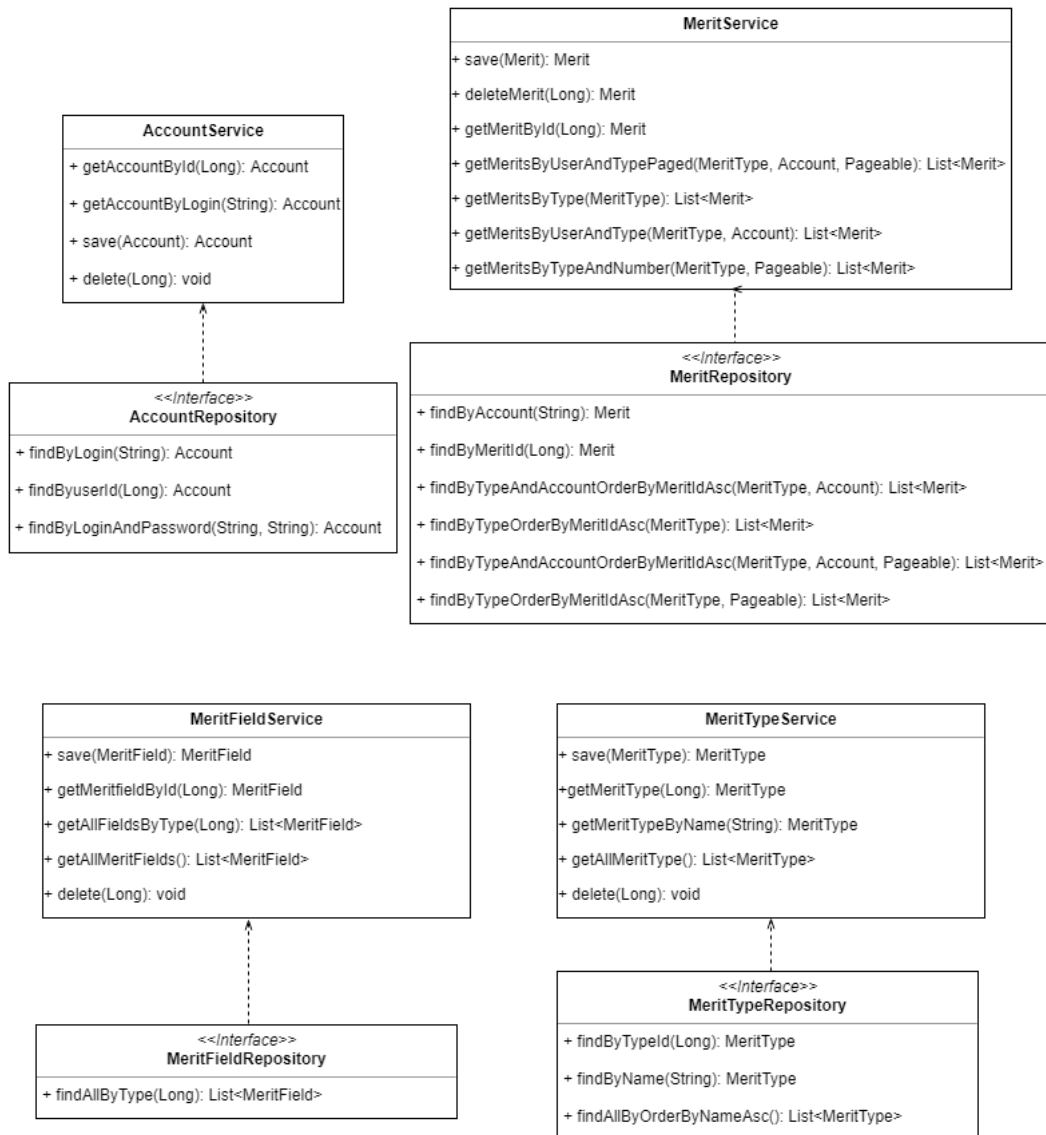 MeritService
+ save(Merit): Merit
+ deleteMerit(Long): Merit
+ getMeritById(Long): Merit
+ getMeritsByUserAndTypePaged(MeritType, Account, Pageable): List<Merit>
+ getMeritsByType(MeritType): List<Merit>
+ getMeritsByUserAndType(MeritType, Account): List<Merit>
+ getMeritsByTypeAndNumber(MeritType, Pageable): List<Merit>
AccountService
+ getAccountById(Long): Account
+ getAccountByLogin(String): Account
+ save(Account): Account
+ delete(Long): void
<<Interface>>
MeritRepository
+ findByAccount(String): Merit
+ findByMeritId(Long): Merit
+ findByTypeAndAccountOrderByMeritIdAsc(MeritType, Account): List<Merit>
+ findByTypeOrderByMeritIdAsc(MeritType): List<Merit>
+ findByTypeAndAccountOrderByMeritIdAsc(MeritType, Account, Pageable): List<Merit>
+ findByTypeOrderByMeritIdAsc(MeritType, Pageable): List<Merit>
<<Interface>>
AccountRepository
+ findByLogin(String): Account
+ findByuserId(Long): Account
+ findByLoginAndPassword(String, String): Account
MeritFieldService
+ save(MeritField): MeritField
+ getMeritfieldById(Long): MeritField
+ getAllFieldsByType(Long): List<MeritField>
+ getAllMeritFields(): List<MeritField>
+ delete(Long): void
MeritTypeService
+ save(MeritType): MeritType
+getMeritType(Long): MeritType
+ getMeritTypeByName(String): MeritType
+ getAllMeritType(): List<MeritType>
+ delete(Long): void
<<Interface>>
MeritFieldRepository
+ findAllByType(Long): List<MeritField>
<<Interface>>
MeritTypeRepository
+ findByTypeId(Long): MeritType
+ findByName(String): MeritType
+ findAllByOrderByNameAsc(): List<MeritType>